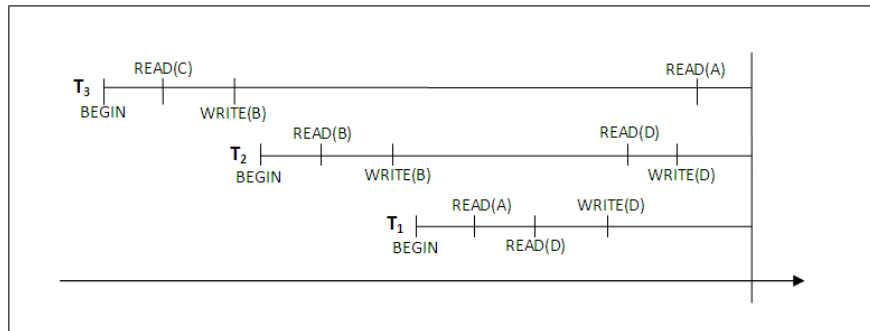 READ(C) READ(A)
T3
BEGIN WRITE(B)
READ(B) READ(D)
T2
BEGIN WRITE(B) WRITE(D)
READ(A) WRITE(D)
T1
BEGIN READ(D)